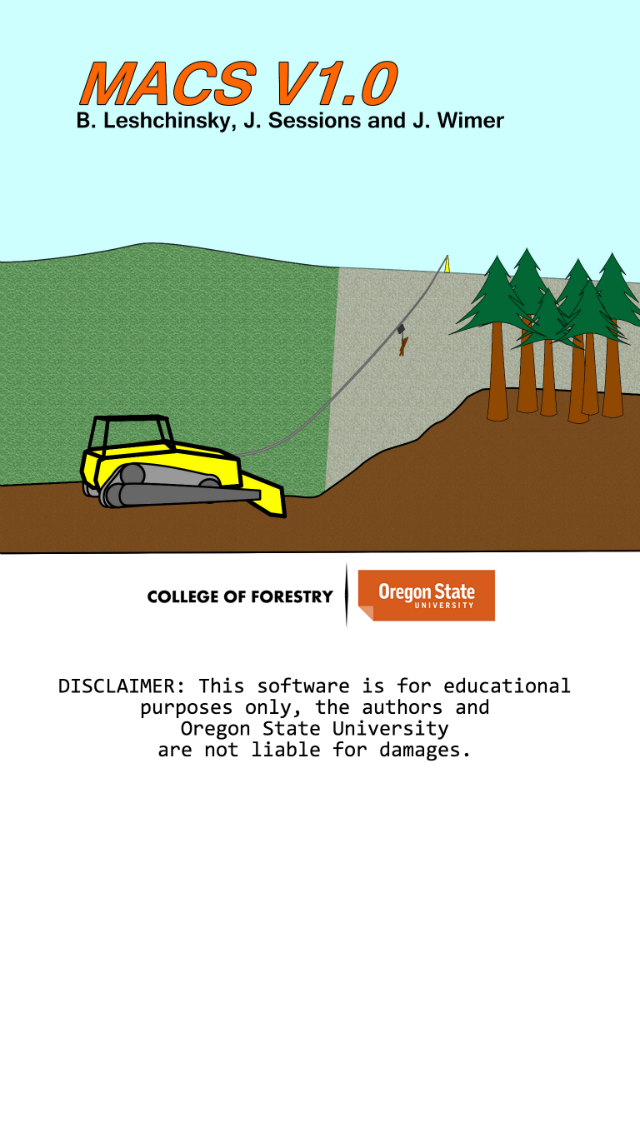 MACS V1.0
B. Leshchinsky, J. Sessions and J. Wimer
COLLEGE OF FORESTRY
Oregon State
UNIVERSITY
DISCLAIMER: This software is for educational
purposes only, the authors and
Oregon State University
are not liable for damages.